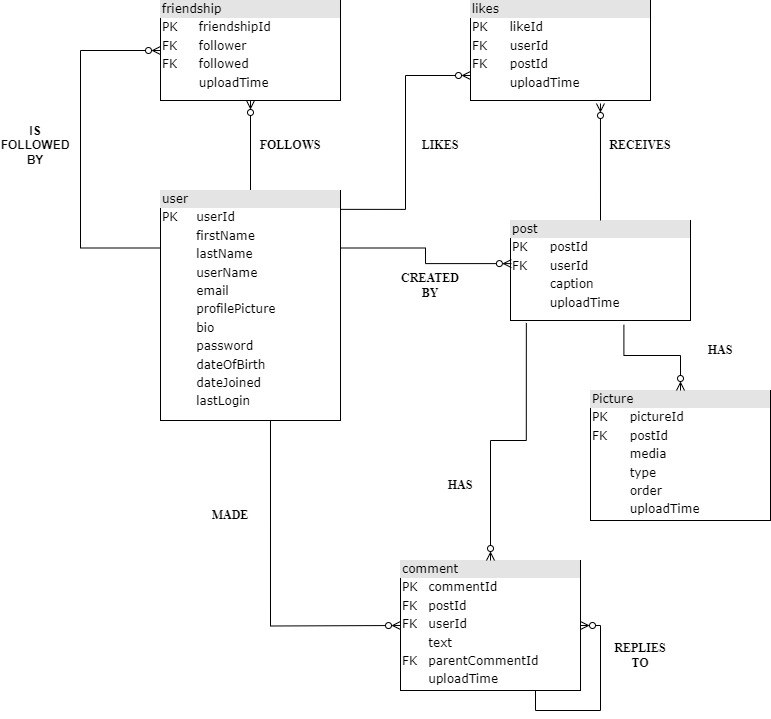 friendship
PK friendshipId
FK follower
FK followed
uploadTime
likes
PK likeId
FK userId
FK postId
uploadTime
IS
FOLLOWED
BY
FOLLOWS
LIKES
RECEIVES
user
PK userId
firstName
lastName
userName
email
profilePicture
bio
password
dateOfBirth
dateJoined
lastLogin
CREATED
BY
post
PK postId
FK userId
caption
uploadTime
HAS
Picture
PK pictureId
FK postId
media
type
order
uploadTime
HAS
MADE
comment
PK commentId
FK postId
FK userId
text
FK parentCommentId
uploadTime
REPLIES
TO